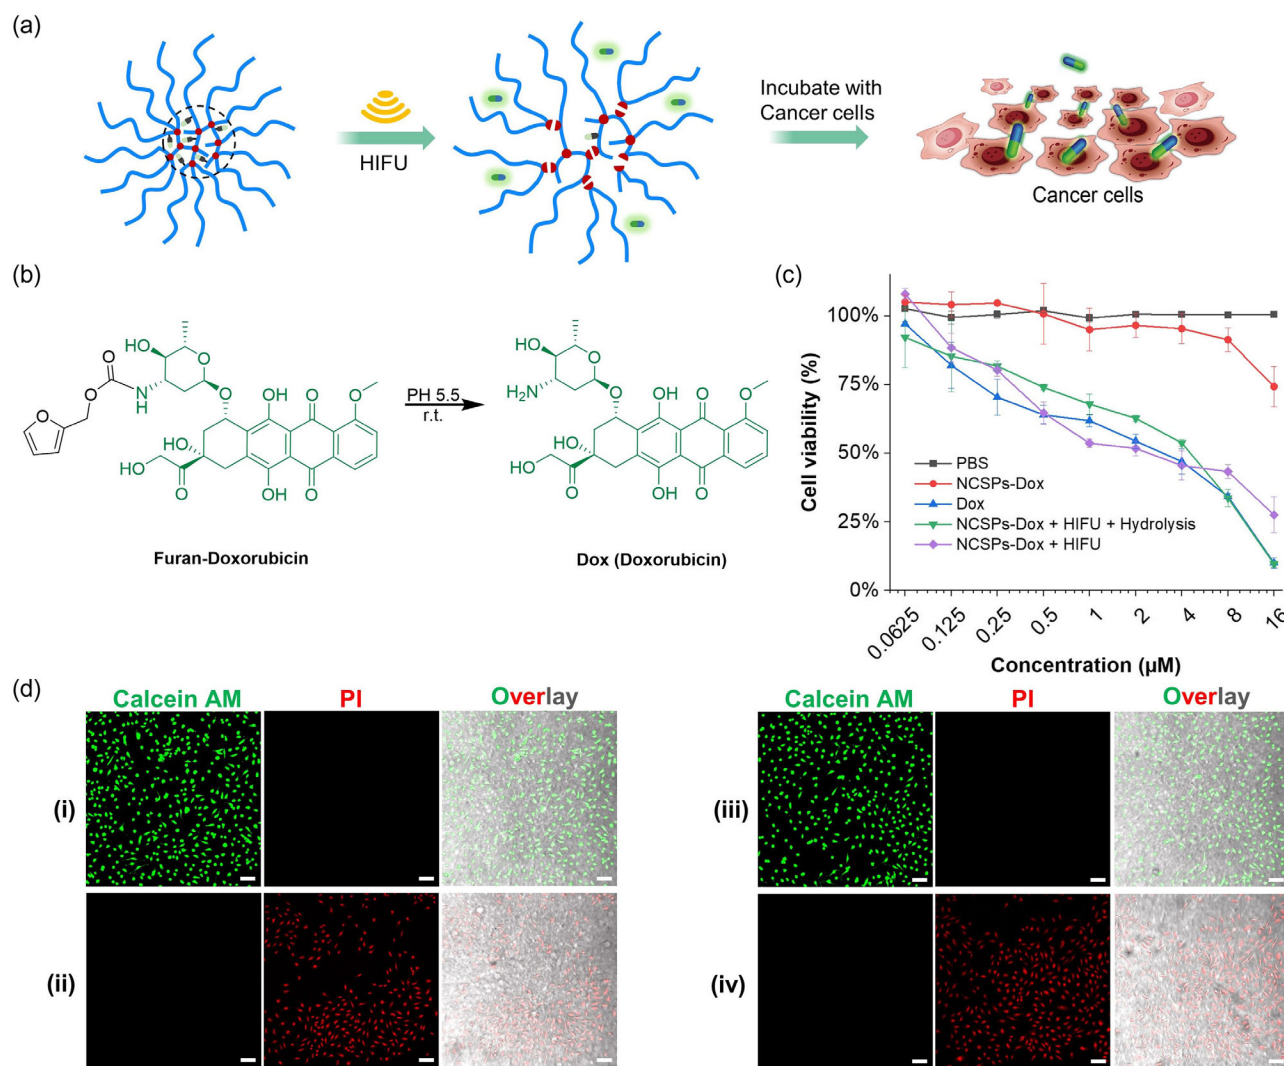 (a)
HIFU
Incubate with
Cancer cells
Cancer cells
(b)
HO
O
O
O
N
H
O
O
O
OH
O
O
HO
HO
O
OH
O
PH 5.5
r.t.
HO
O
H₂N
O
OH
O
O
HO
HO
O
OH
O
Furan-Doxorubicin
Dox (Doxorubicin)
(c)
Cell viability (%)
100%
75%
50%
25%
0%
PBS
NCSPs-Dox
Dox
NCSPs-Dox + HIFU + Hydrolysis
NCSPs-Dox + HIFU
0.0625
0.125
0.25
0.5
1
2
4
8
16
Concentration (µM)
(d)
Calcein AM
PI
Overlay
Calcein AM
PI
Overlay
(i)
(iii)
(ii)
(iv)